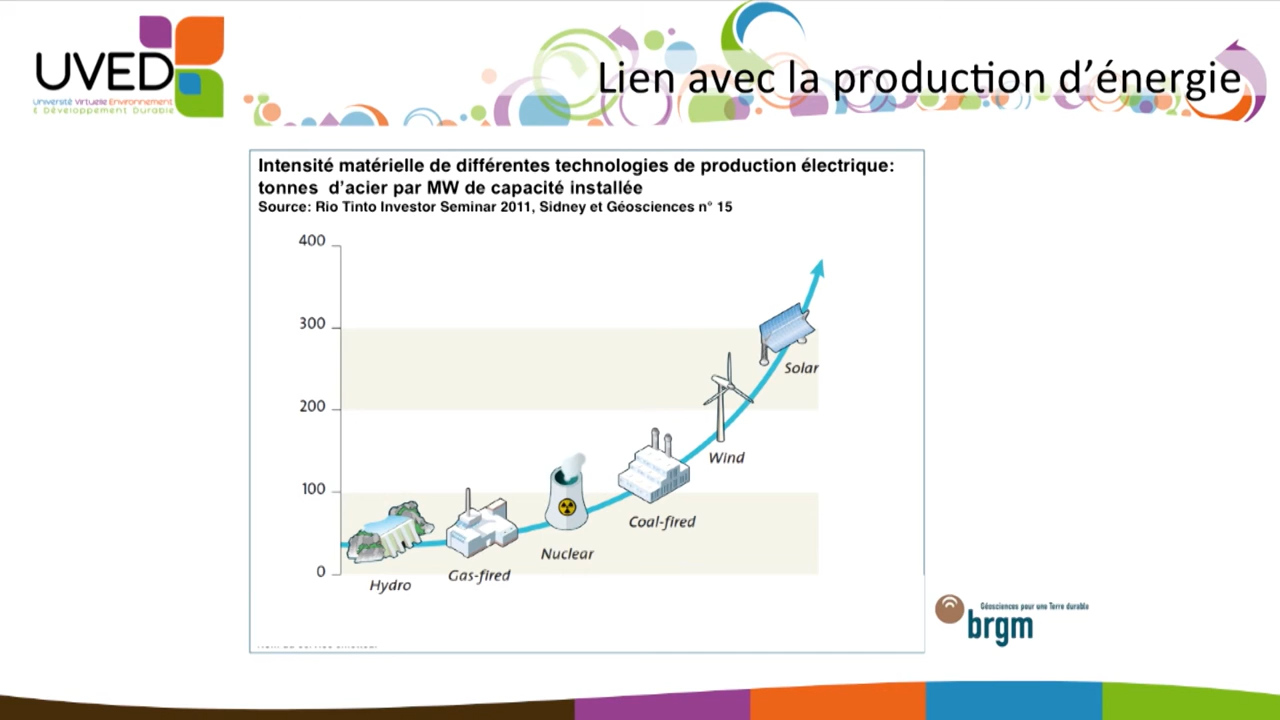 UVED
Université Virtuelle Environnement
& Développement Durable
Lien avec la production d'énergie
Intensité matérielle de différentes technologies de production électrique:
tonnes d'acier par MW de capacité installée
Source: Rio Tinto Investor Seminar 2011, Sidney et Géosciences n° 15
400
300
200
100
0
Solar
Wind
Coal-fired
Nuclear
Gas-fired
Hydro
Géosciences pour une Terre durable
brgm